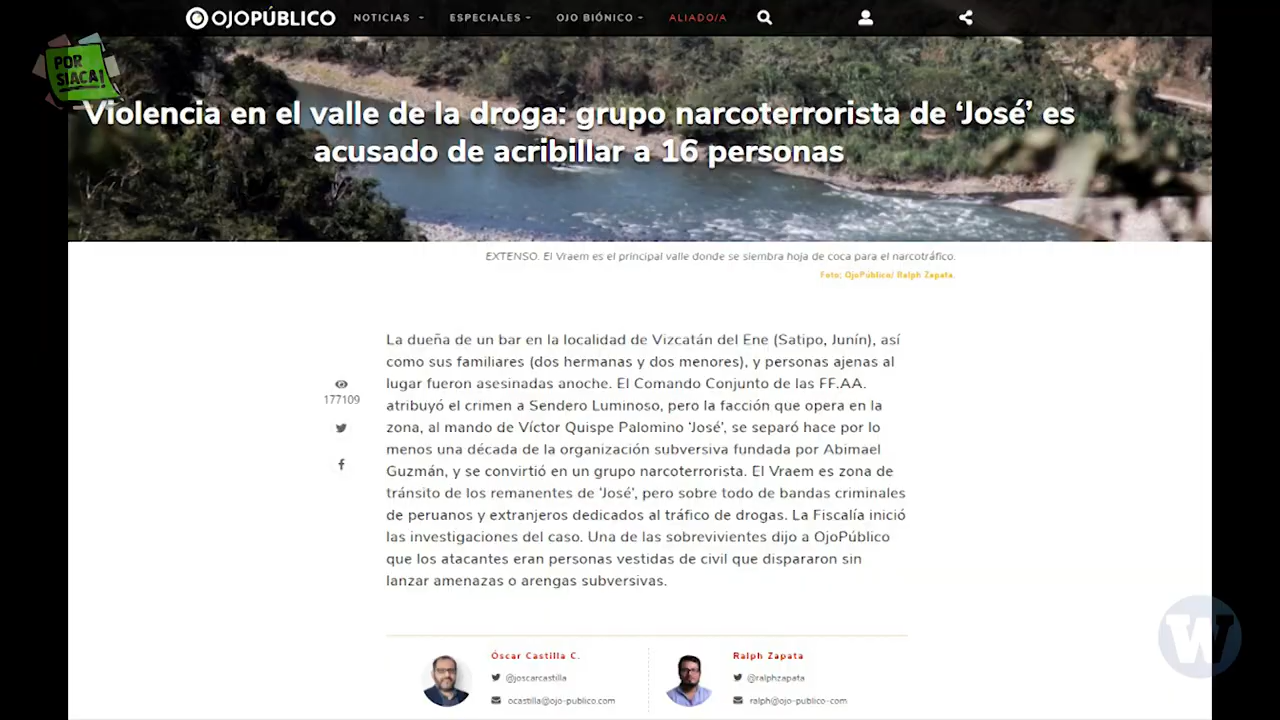 OJOPÚBLICO NOTICIAS ESPECIALES OJO BIÓNICO ALIADO/A
POR
SIACA!
Violencia en el valle de la droga: grupo narcoterrorista de ‘José’ es
acusado de acribillar a 16 personas
EXTENSO. El Vraem es el principal valle donde se siembra hoja de coca para el narcotráfico.
Foto: OjoPúblico/ Ralph Zapata.
La dueña de un bar en la localidad de Vizcatán del Ene (Satipo, Junín), así
como sus familiares (dos hermanas y dos menores), y personas ajenas al
lugar fueron asesinadas anoche. El Comando Conjunto de las FF.AA.
atribuyó el crimen a Sendero Luminoso, pero la facción que opera en la
zona, al mando de Víctor Quispe Palomino ‘José’, se separó hace por lo
menos una década de la organización subversiva fundada por Abimael
Guzmán, y se convirtió en un grupo narcoterrorista. El Vraem es zona de
tránsito de los remanentes de ‘José’, pero sobre todo de bandas criminales
de peruanos y extranjeros dedicados al tráfico de drogas. La Fiscalía inició
las investigaciones del caso. Una de las sobrevivientes dijo a OjoPúblico
que los atacantes eran personas vestidas de civil que dispararon sin
lanzar amenazas o arengas subversivas.
177109
Óscar Castilla C.
@joscarcastilla
ocastilla@ojo-publico.com
Ralph Zapata
@ralphzapata
ralph@ojo-publico-com
W